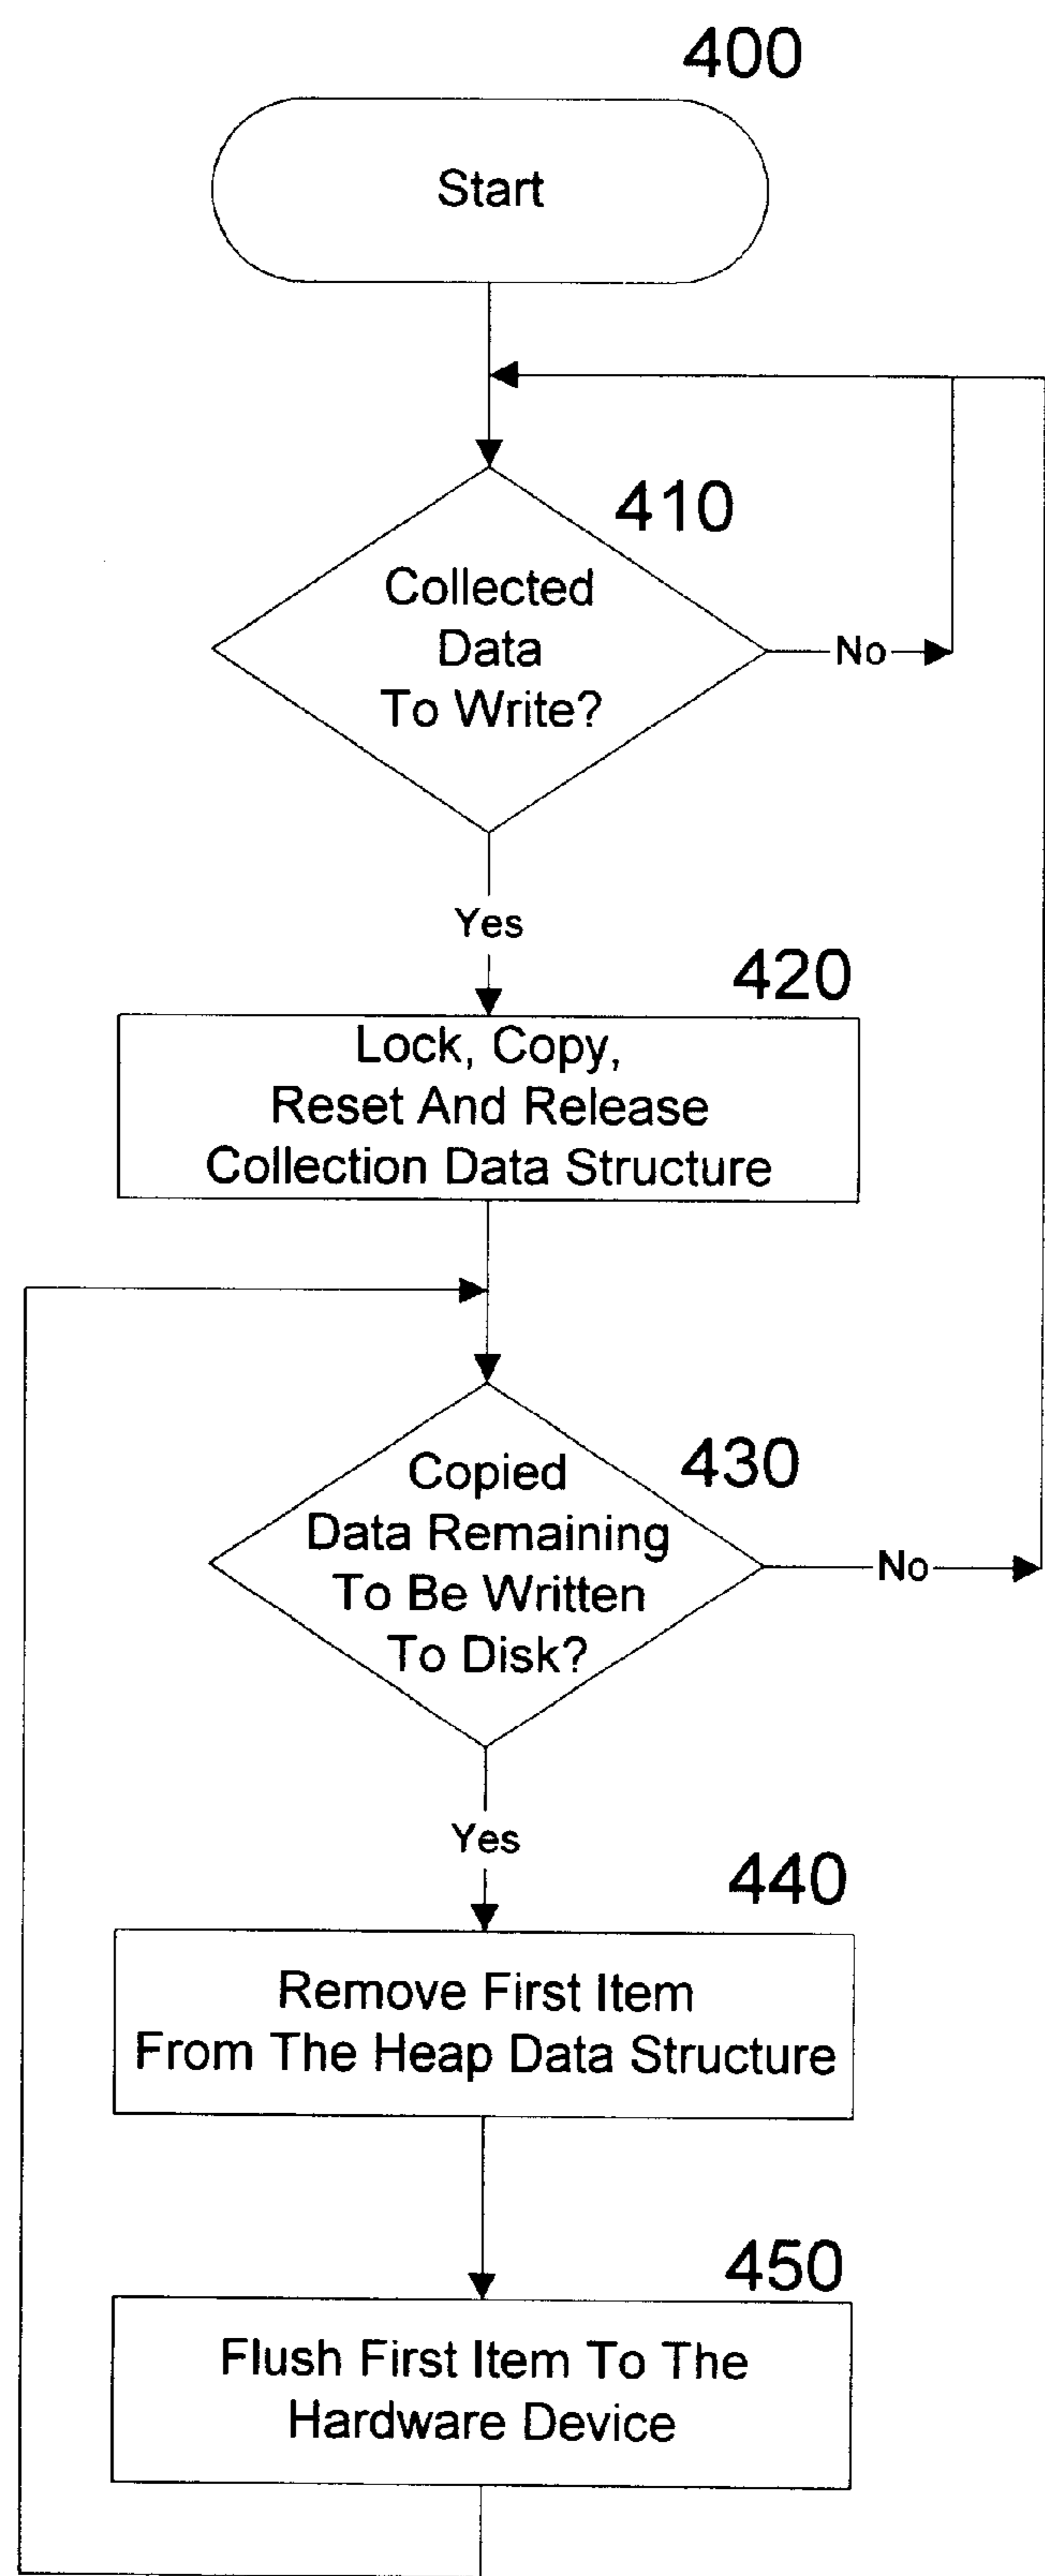 400
Start
410
Collected
Data
To Write?
No
Yes
420
Lock, Copy,
Reset And Release
Collection Data Structure
430
Copied
Data Remaining
To Be Written
To Disk?
No
Yes
440
Remove First Item
From The Heap Data Structure
450
Flush First Item To The
Hardware Device